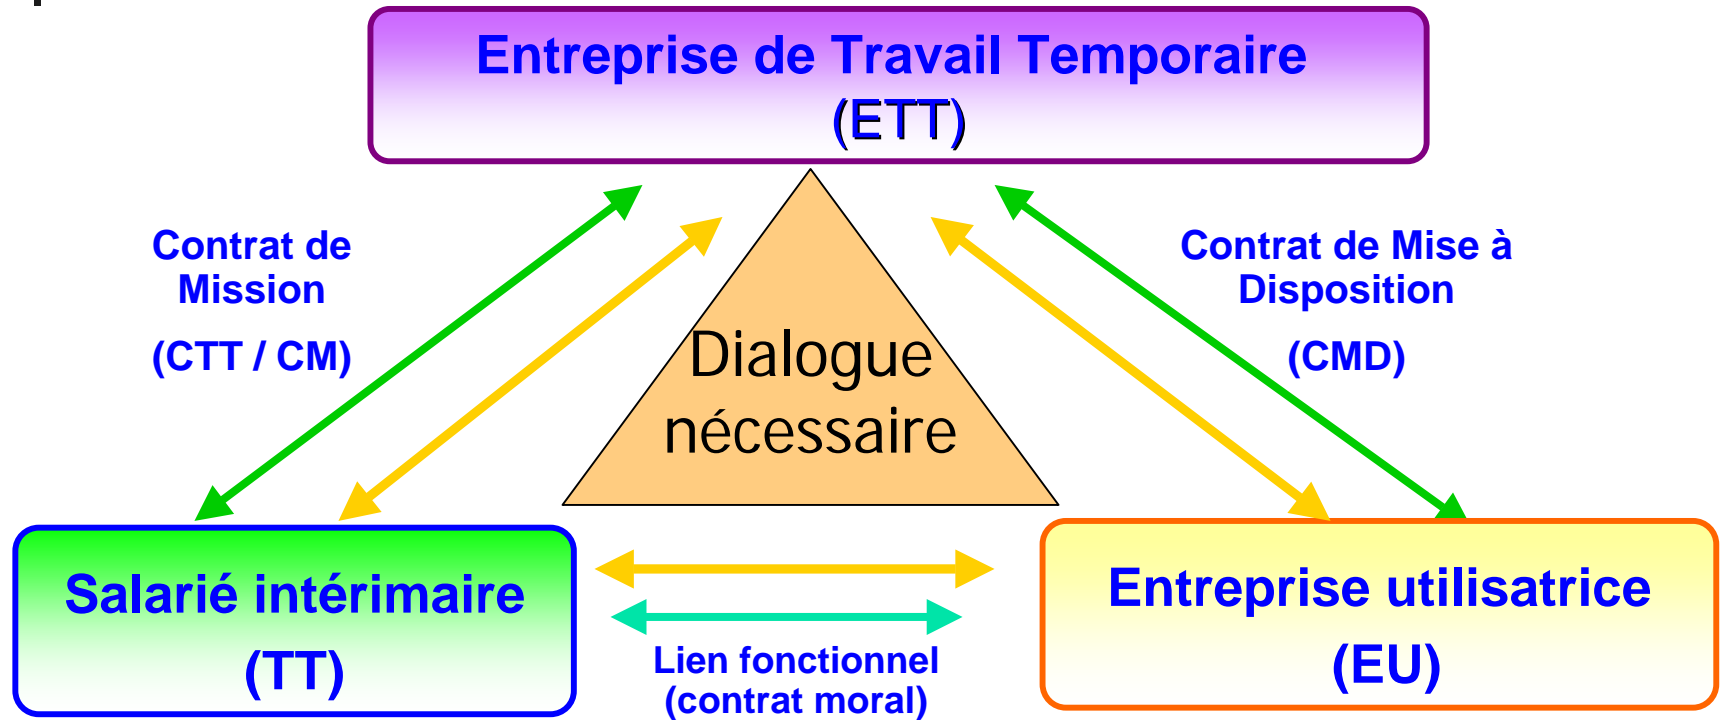 Entreprise de Travail Temporaire
(ETT)
Contrat de
Mission
(CTT / CM)
Contrat de Mise à
Disposition
(CMD)
Dialogue
nécessaire
Salarié intérimaire
(TT)
Lien fonctionnel
(contrat moral)
Entreprise utilisatrice
(EU)